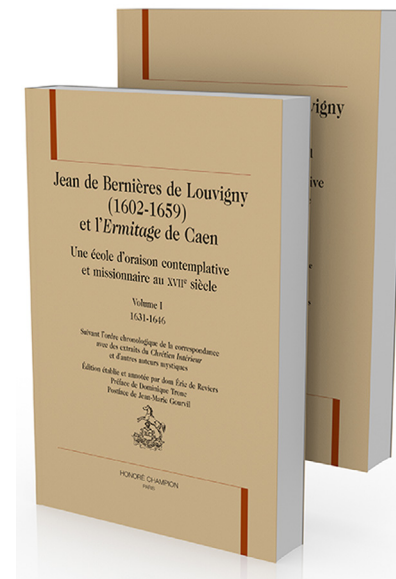 Jean de Bernières de Louvigny
(1602-1659)
et l'Ermitage de Caen
Une école d'oraison contemplative
et missionnaire au XVIIe siècle
Volume I
1631-1646
Suivant l'ordre chronologique de la correspondance
avec des extraits du Chrétien Intérieur
et d'autres auteurs mystiques
Édition établie et annotée par dom Éric de Reviers
Préface de Dominique Tronc
Postface de Jean-Marie Gourvil
HONORÉ CHAMPION
PARIS
vigny
ive